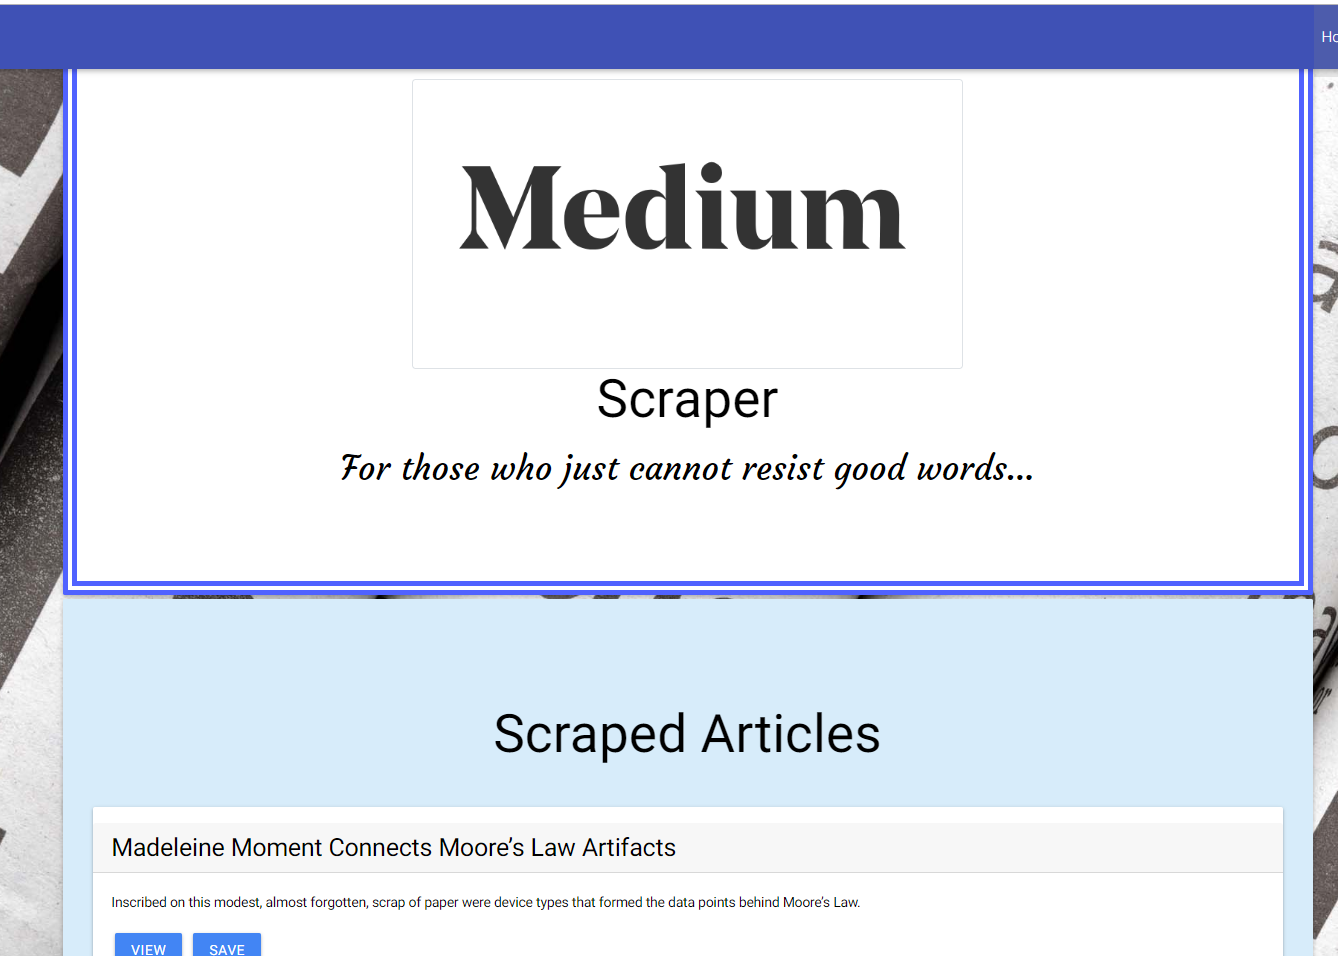 Medium
Scraper
For those who just cannot resist good words...
Scraped Articles
Madeleine Moment Connects Moore’s Law Artifacts
Inscribed on this modest, almost forgotten, scrap of paper were device types that formed the data points behind Moore’s Law.
VIEW SAVE